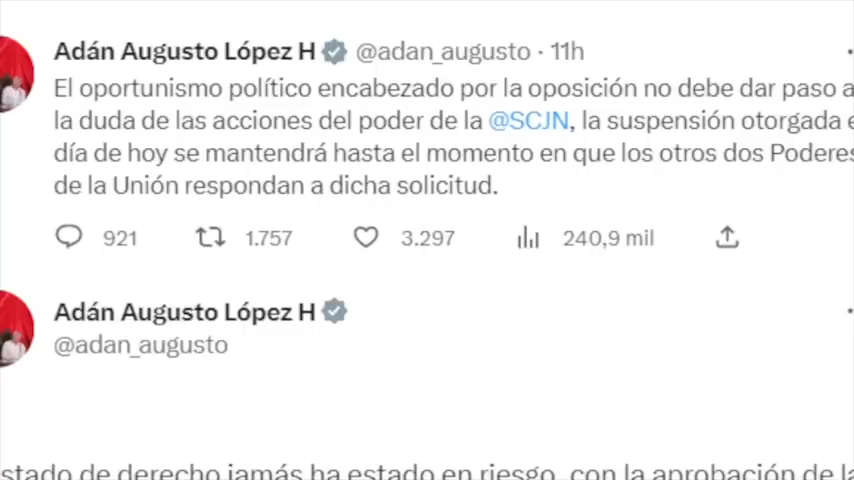 Adán Augusto López H @adan_augusto · 11h
El oportunismo político encabezado por la oposición no debe dar paso a
la duda de las acciones del poder de la @SCJN, la suspensión otorgada e
día de hoy se mantendrá hasta el momento en que los otros dos Poderes
de la Unión respondan a dicha solicitud.
921 1.757 3.297 240,9 mil
Adán Augusto López H
@adan_augusto
stado de derecho jamás ha estado en riesgo, con la aprobación de la